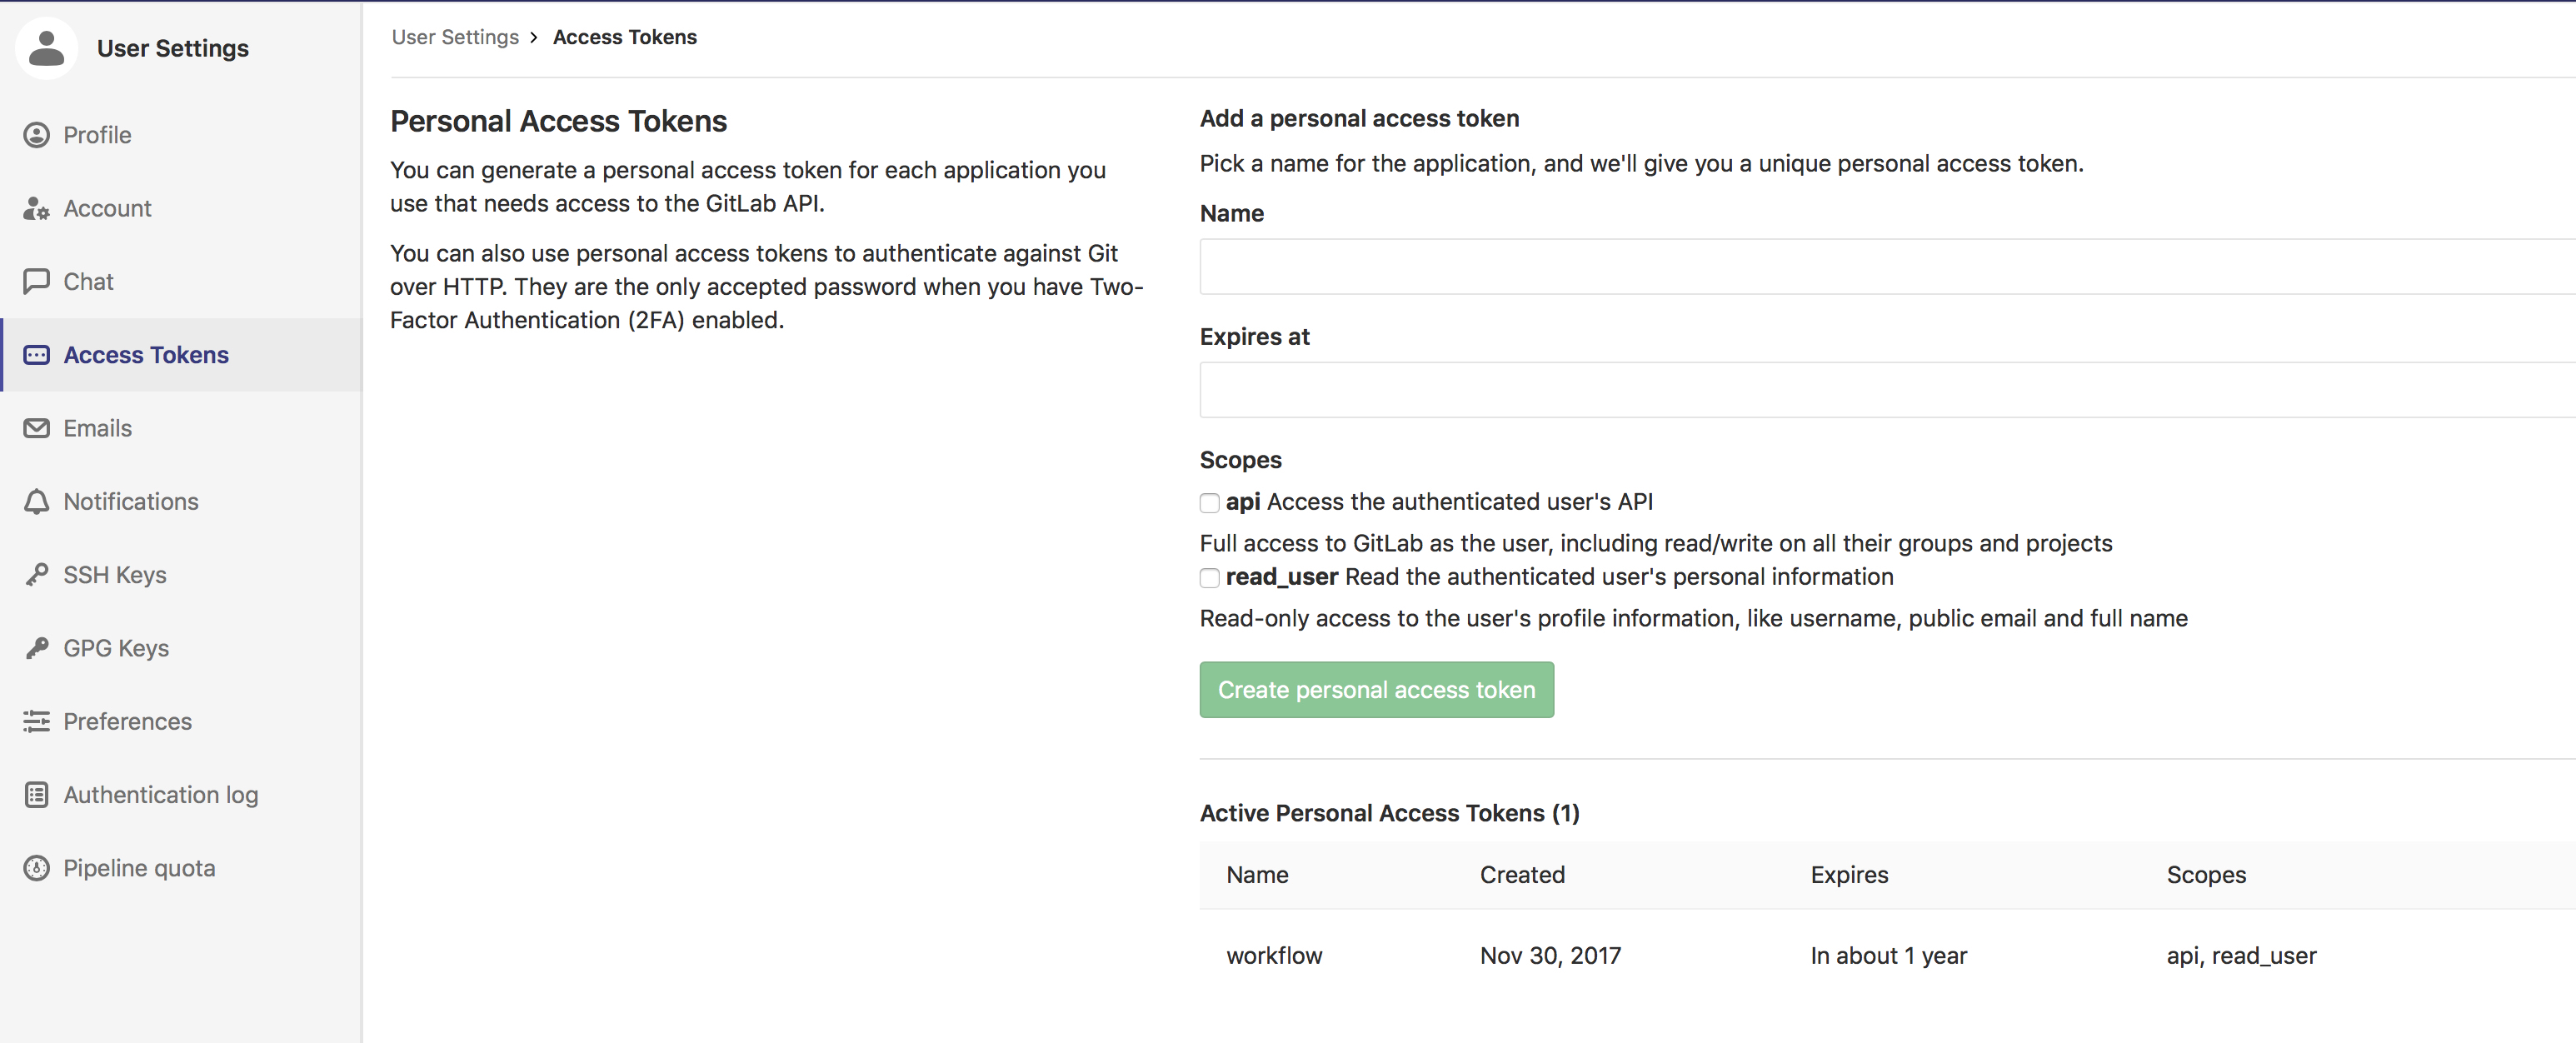 User Settings
Profile
Account
Chat
Access Tokens
Emails
Notifications
SSH Keys
GPG Keys
Preferences
Authentication log
Pipeline quota
User Settings > Access Tokens
Personal Access Tokens
You can generate a personal access token for each application you
use that needs access to the GitLab API.
You can also use personal access tokens to authenticate against Git
over HTTP. They are the only accepted password when you have Two-
Factor Authentication (2FA) enabled.
Add a personal access token
Pick a name for the application, and we'll give you a unique personal access token.
Name
Expires at
Scopes
api Access the authenticated user's API
Full access to GitLab as the user, including read/write on all their groups and projects
read_user Read the authenticated user's personal information
Read-only access to the user's profile information, like username, public email and full name
Create personal access token
Active Personal Access Tokens (1)
Name Created Expires Scopes
workflow Nov 30, 2017 In about 1 year api, read_user